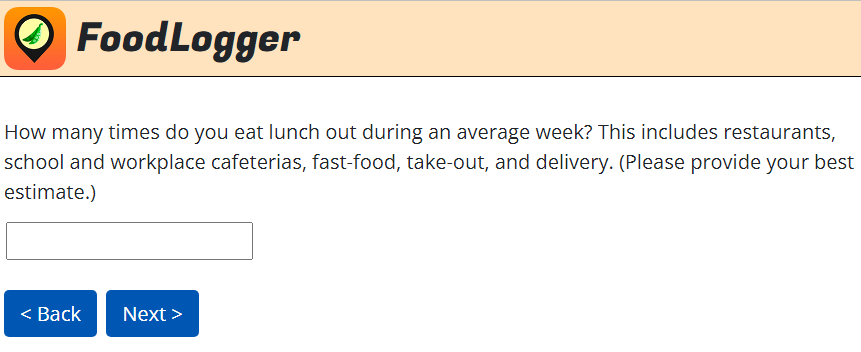 FoodLogger
How many times do you eat lunch out during an average week? This includes restaurants,
school and workplace cafeterias, fast-food, take-out, and delivery. (Please provide your best
estimate.)
< Back Next >